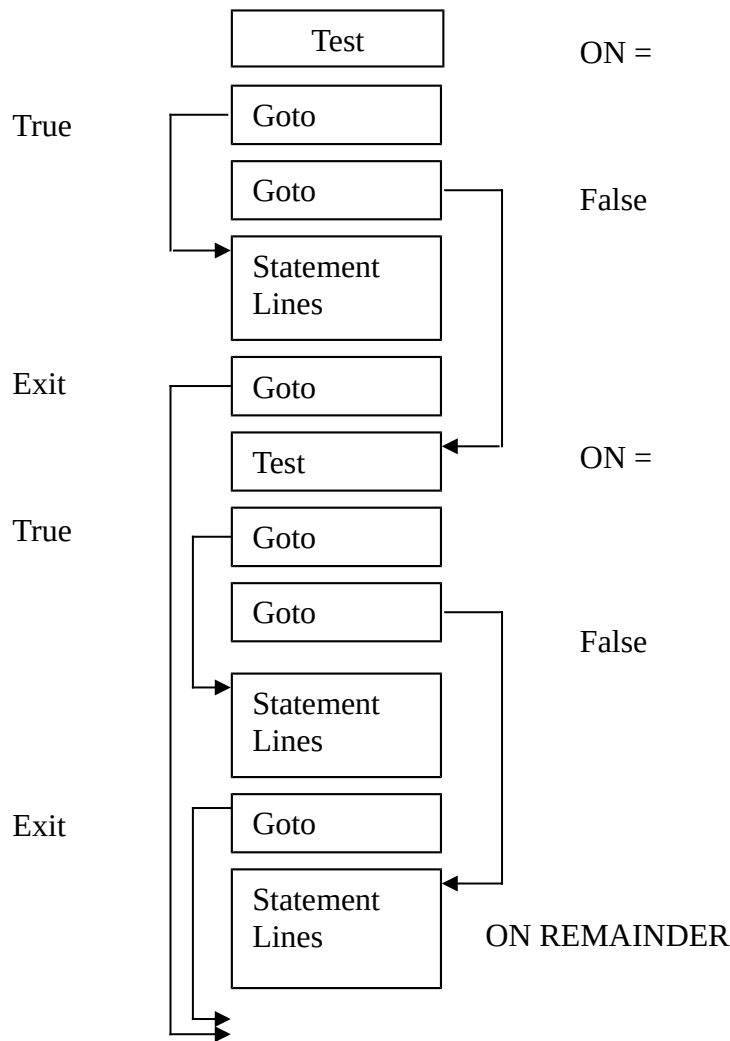 Test
ON =
True
Goto
Goto
False
Statement
Lines
Exit
Goto
Test
ON =
True
Goto
Goto
False
Statement
Lines
Exit
Goto
Statement
Lines
ON REMAINDER